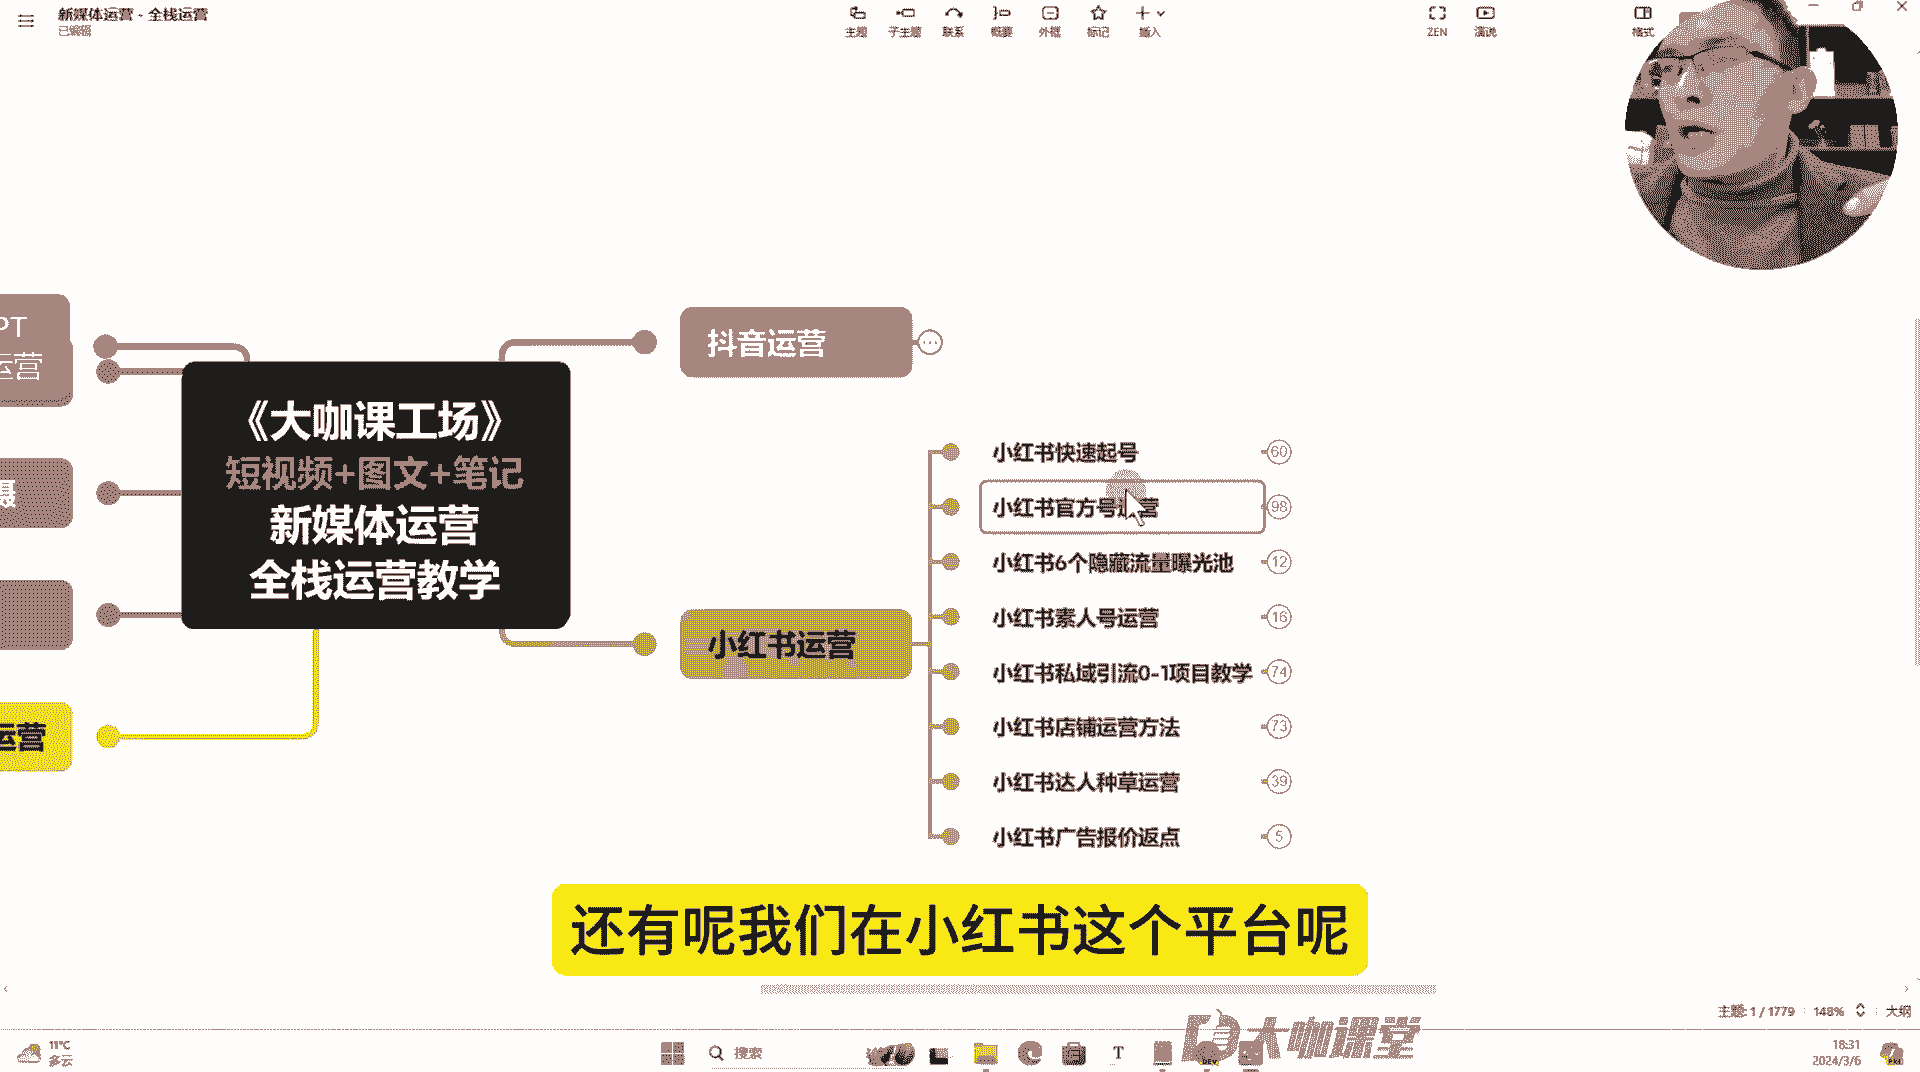 新媒体运营 - 全栈运营
已编辑
主题
子主题
联系
概要
外框
标记
插入
ZEN
演说
格式
PT
运营
摄
运营
《大咖课工场》
短视频+图文+笔记
新媒体运营
全栈运营教学
抖音运营
小红书运营
小红书快速起号
60
小红书官方号运营
98
小红书6个隐藏流量曝光池
12
小红书素人号运营
16
小红书私域引流0-1项目教学
74
小红书店铺运营方法
73
小红书达人种草运营
39
小红书广告报价返点
5
还有呢我们在小红书这个平台呢
主题: 1 / 1779
148%
大纲
大咖课堂
11°C
多云
搜索
18:31
2024/3/6